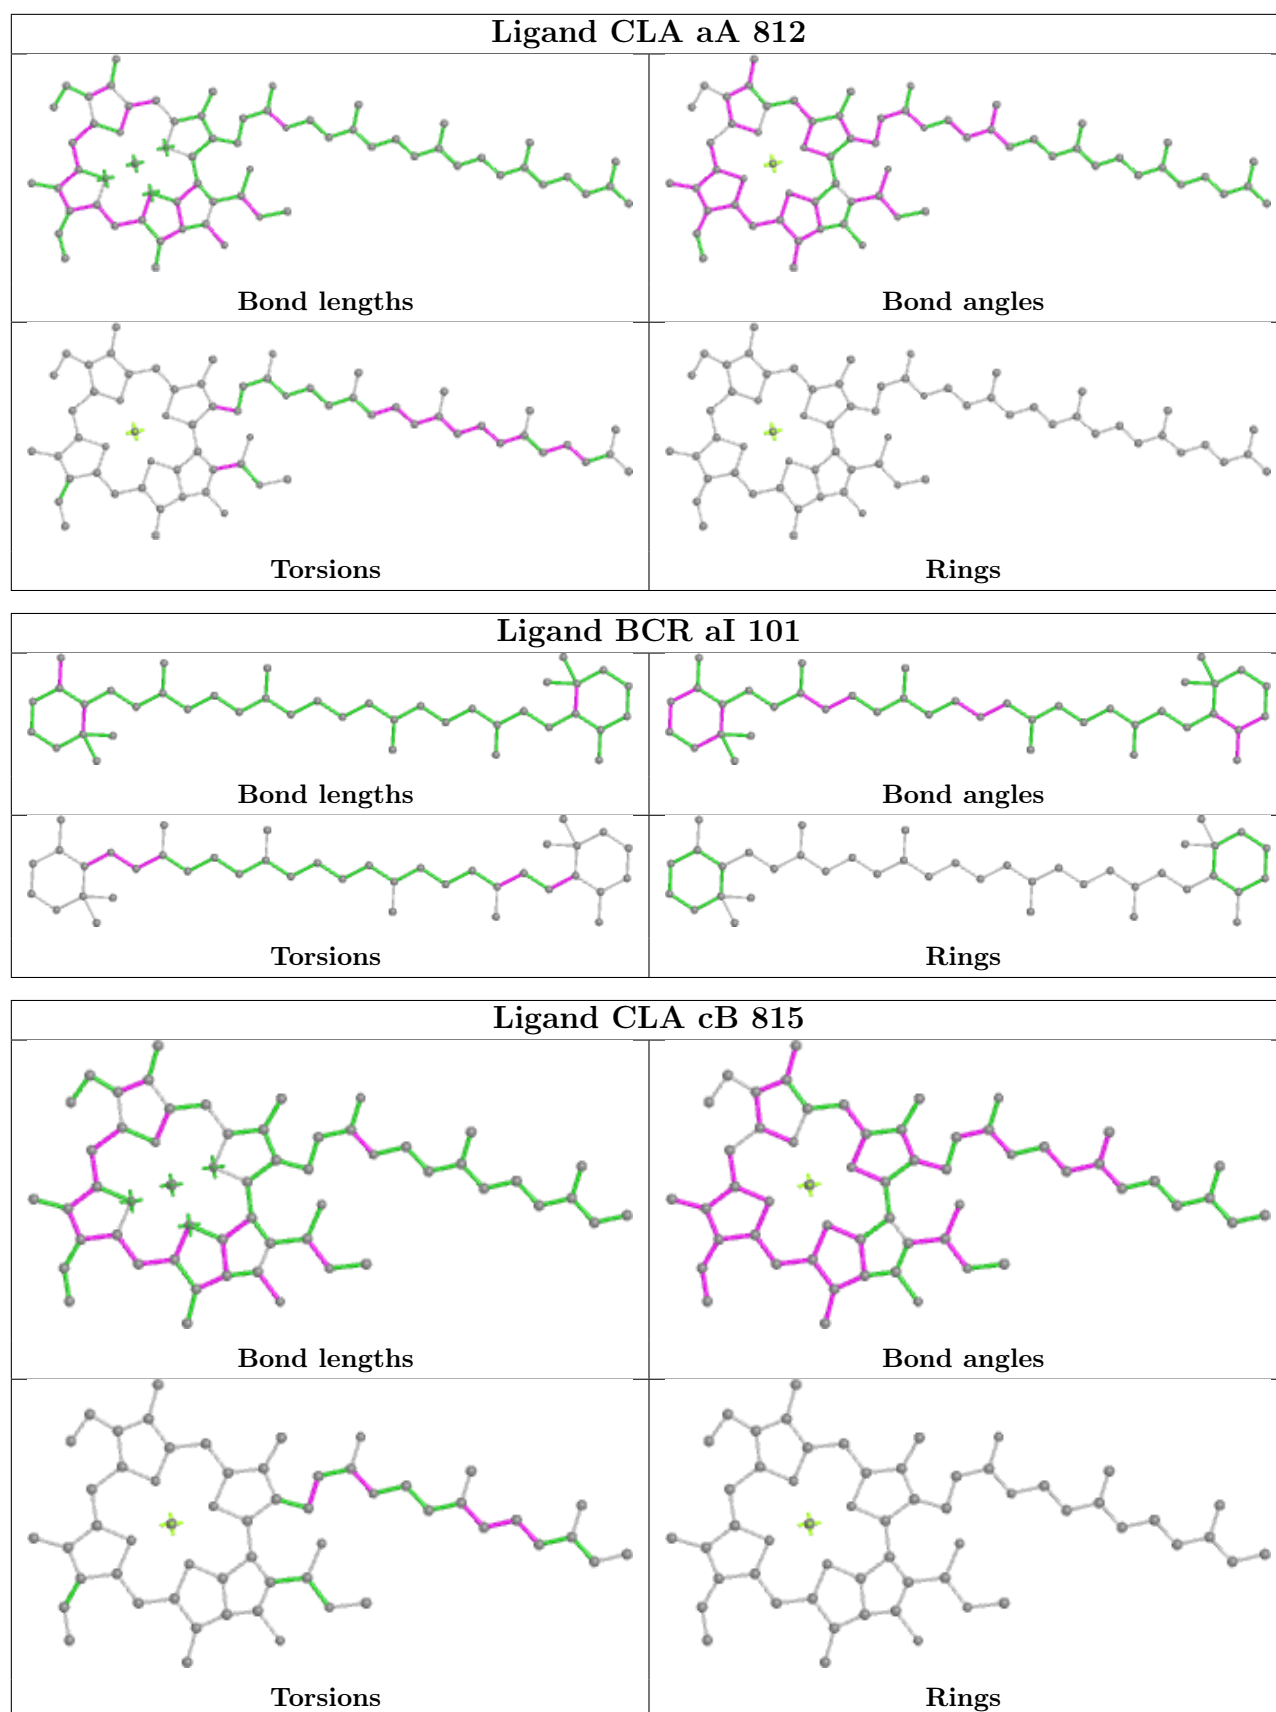 Ligand CLA aA 812
Bond lengths
Bond angles
Torsions
Rings
Ligand BCR aI 101
Bond lengths
Bond angles
Torsions
Rings
Ligand CLA cB 815
Bond lengths
Bond angles
Torsions
Rings